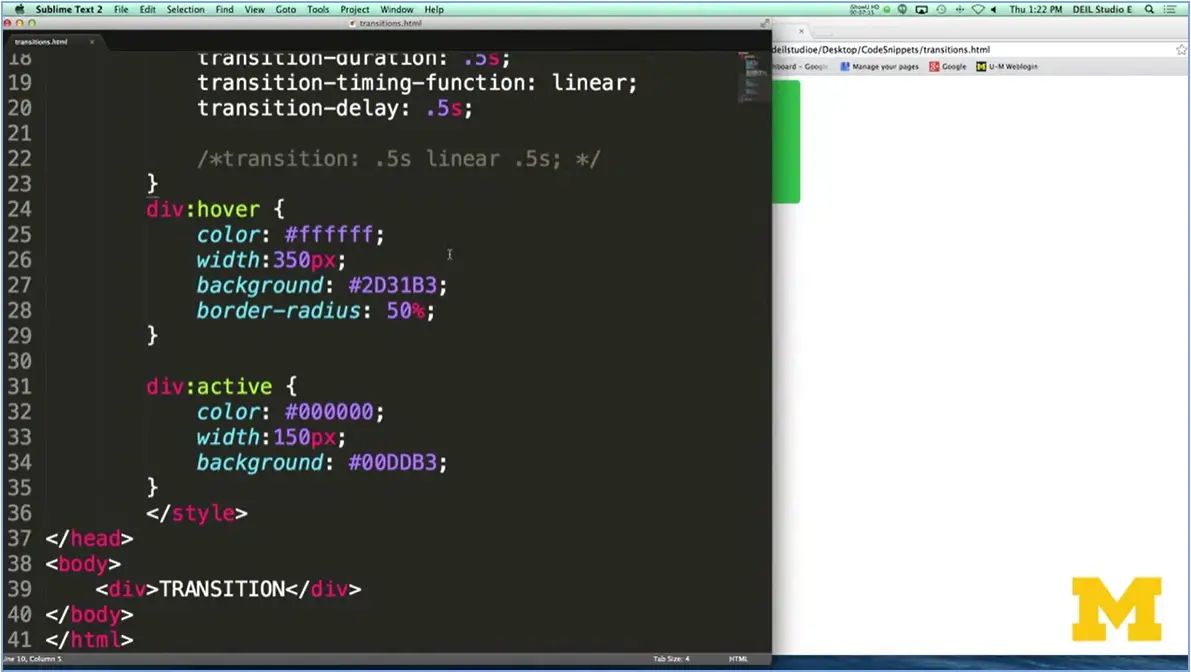 Sublime Text 2 File Edit Selection Find View Goto Tools Project Window Help
Thu 1:22 PM DEIL Studio E
transitions.html
transitions.html ×
18 transition-duration: .5s;
19 transition-timing-function: linear;
20 transition-delay: .5s;
21
22 /*transition: .5s linear .5s; */
23 }
24 div:hover {
25 color: #ffffff;
26 width:350px;
27 background: #2D31B3;
28 border-radius: 50%;
29 }
30
31 div:active {
32 color: #000000;
33 width:150px;
34 background: #00DDB3;
35 }
36 </style>
37 </head>
38 <body>
39 <div>TRANSITION</div>
40 </body>
41 </html>
Line 10, Column 5
Tab Size: 4 HTML
deilstudioe/Desktop/CodeSnippets/transitions.html
Manage your pages Google U-M Weblogin
M